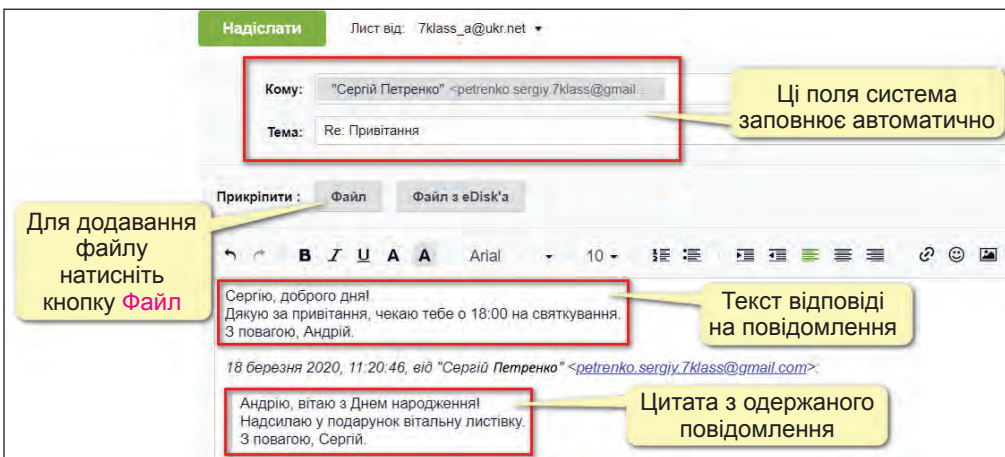 Надіслати Лист від: 7klass_a@ukr.net
Кому: "Сергій Петренко" <petrenko.sergiy.7klass@gmail...
Ці поля система
заповнює автоматично
Тема: Re: Привітання
Прикріпити : Файл Файл з eDisk'а
Для додавання
файлу
натисніть
кнопку Файл
B I U A A Arial 10
Сергію, доброго дня!
Дякую за привітання, чекаю тебе о 18:00 на святкування.
З повагою, Андрій.
Текст відповіді
на повідомлення
18 березня 2020, 11:20:46, від "Сергій Петренко" <petrenko.sergiy.7klass@gmail.com>:
Андрію, вітаю з Днем народження!
Надсилаю у подарунок вітальну листівку.
З повагою, Сергій.
Цитата з одержаного
повідомлення